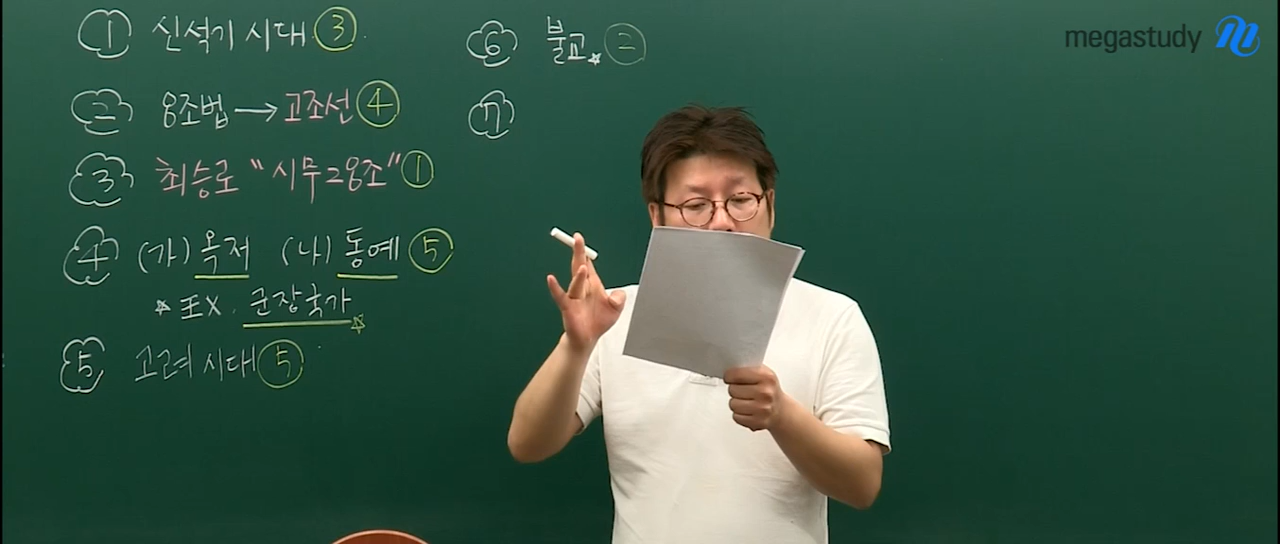 ① 신석기 시대 ③
② 8조법 → 고조선 ④
③ 최승로 "시무28조" ①
④ (가) 옥저 (나) 동예 ⑤
☆ 王X. 군장국가 ☆
⑤ 고려 시대 ⑤
⑥ 불교☆ ②
⑦
megastudy